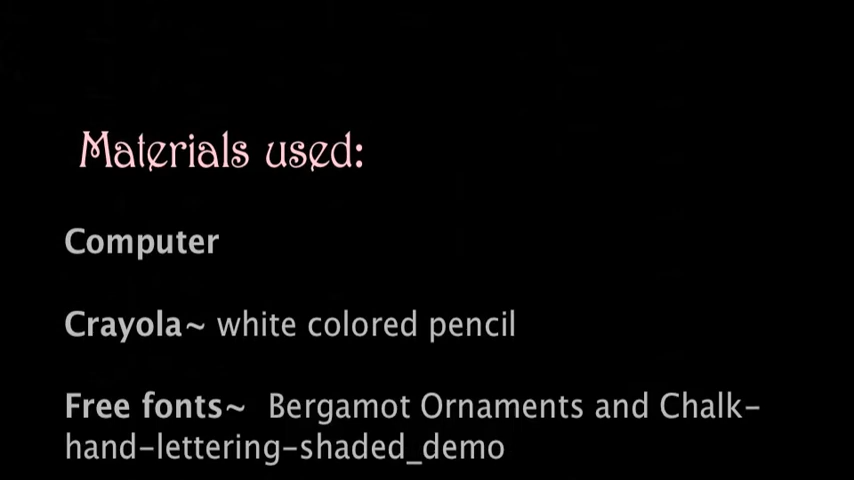 Materials used:
Computer
Crayola~ white colored pencil
Free fonts~ Bergamot Ornaments and Chalk-
hand-lettering-shaded_demo